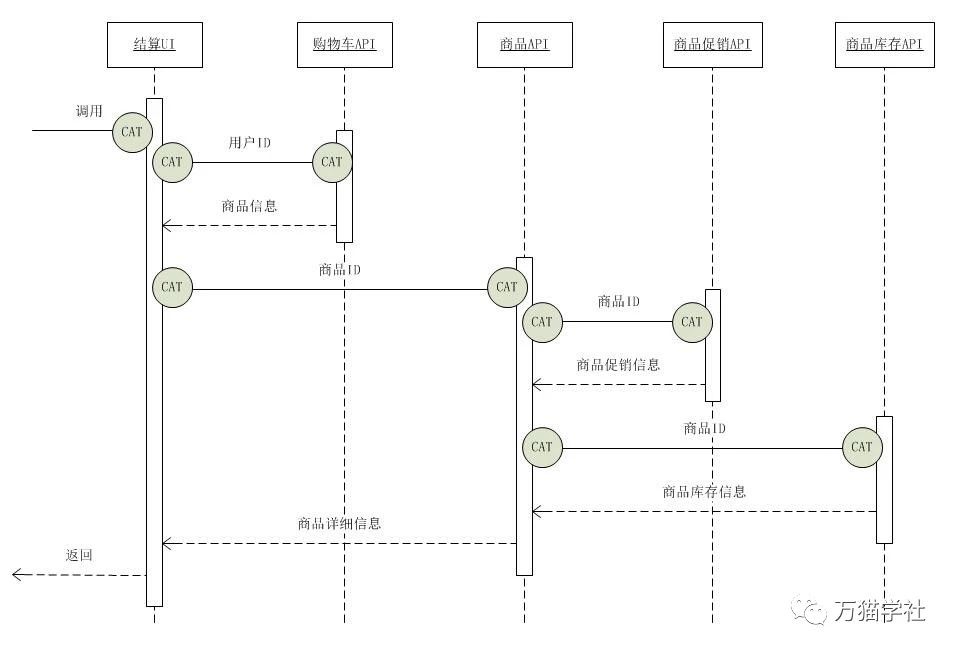 结算UI
购物车API
商品API
商品促销API
商品库存API
调用
CAT
CAT
用户ID
CAT
商品信息
CAT
商品ID
CAT
CAT
商品ID
CAT
商品促销信息
CAT
商品ID
CAT
商品库存信息
商品详细信息
返回
万猫学社